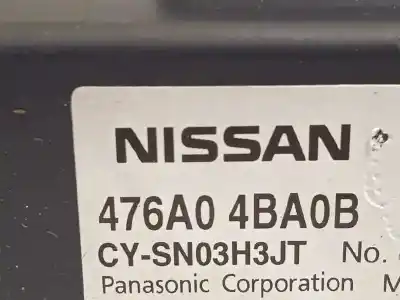 NISSAN
476A0 4BA0B
CY-SN03H3JT No.
Panasonic Corporation M